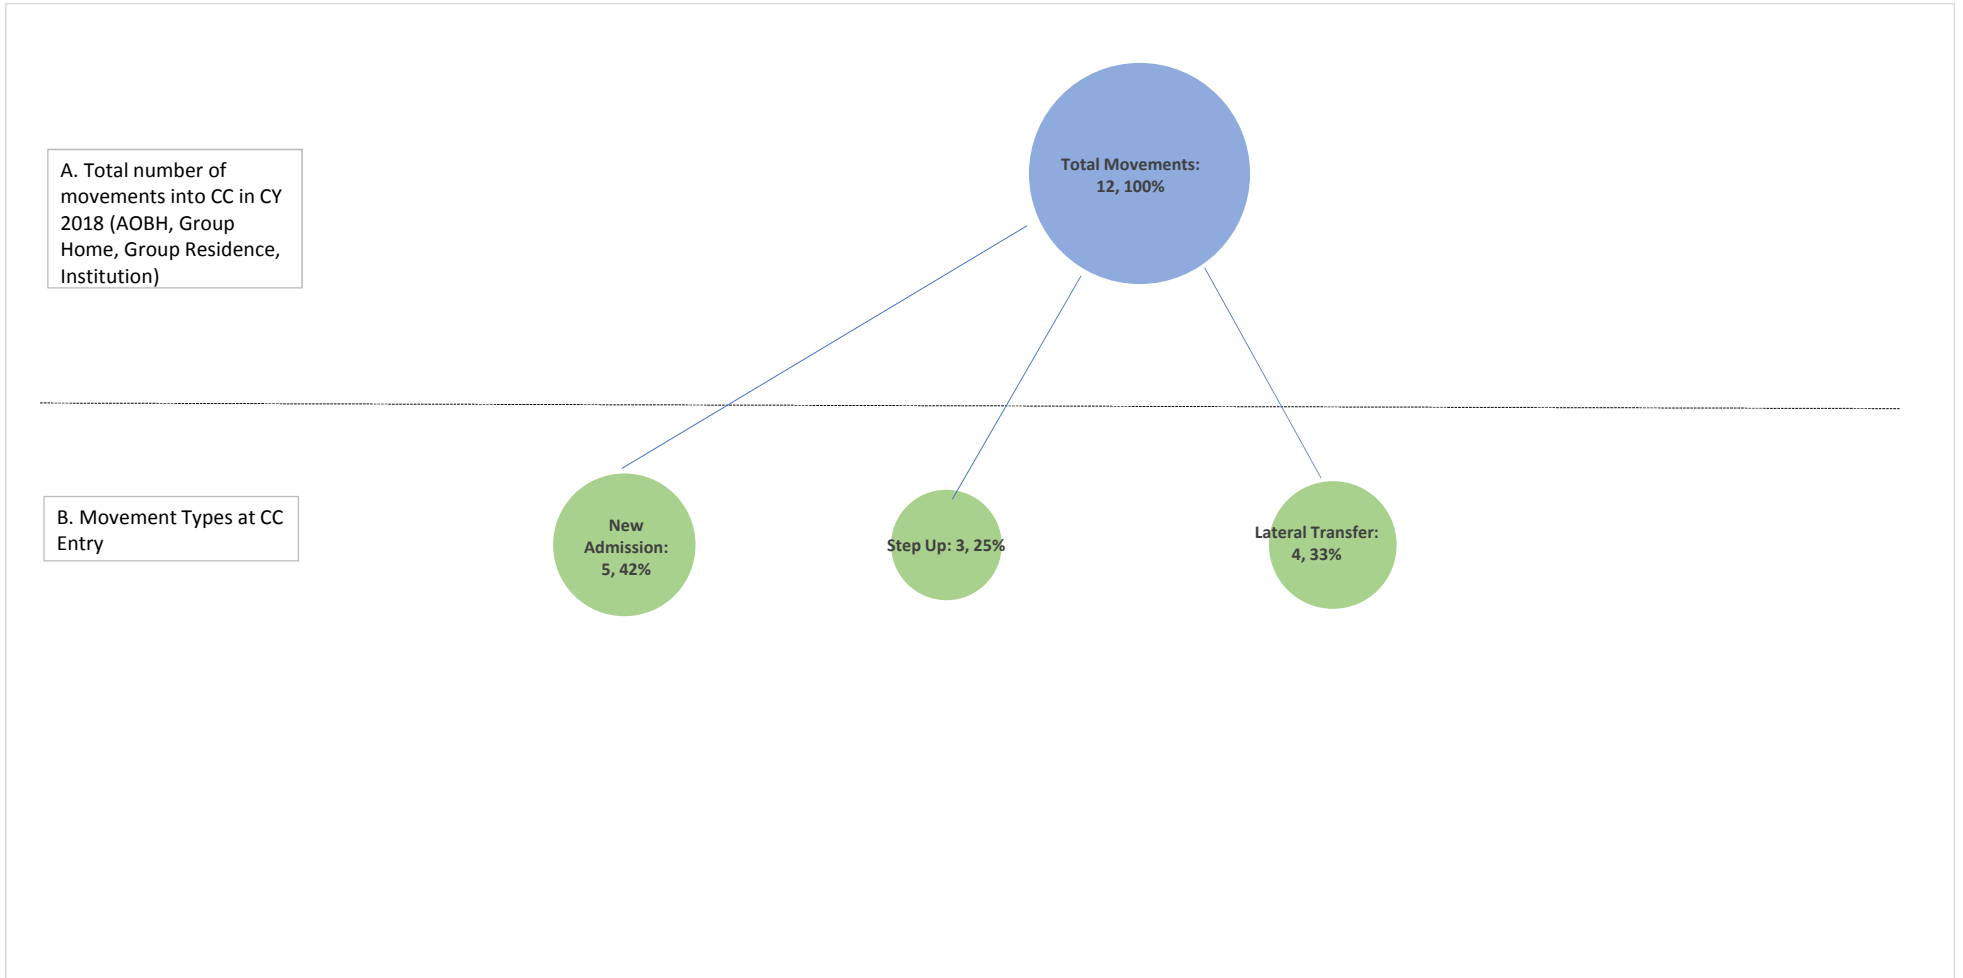 Total Movements:
12, 100%
A. Total number of
movements into CC in CY
2018 (AOBH, Group
Home, Group Residence,
Institution)
B. Movement Types at CC
Entry
New
Admission:
5, 42%
Step Up: 3, 25%
Lateral Transfer:
4, 33%